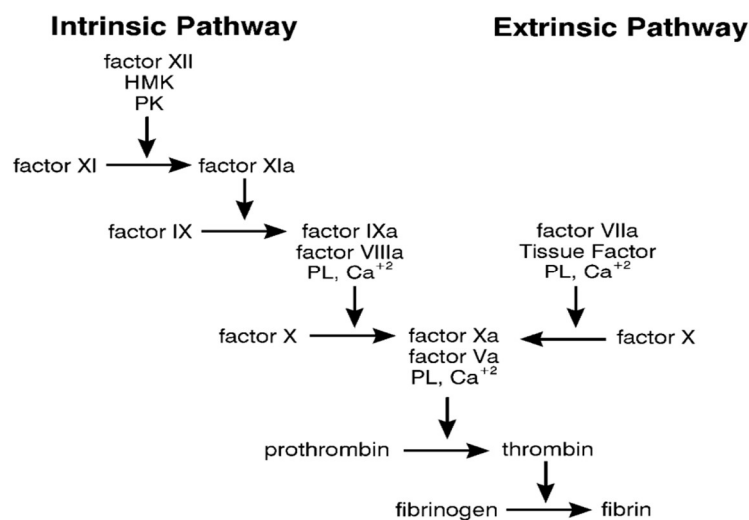 Intrinsic Pathway
Extrinsic Pathway
factor XII
HMK
PK
factor XI
factor XIa
factor IX
factor IXa
factor VIIIa
PL, Ca+2
factor VIIa
Tissue Factor
PL, Ca+2
factor X
factor Xa
factor Va
PL, Ca+2
factor X
prothrombin
thrombin
fibrinogen
fibrin